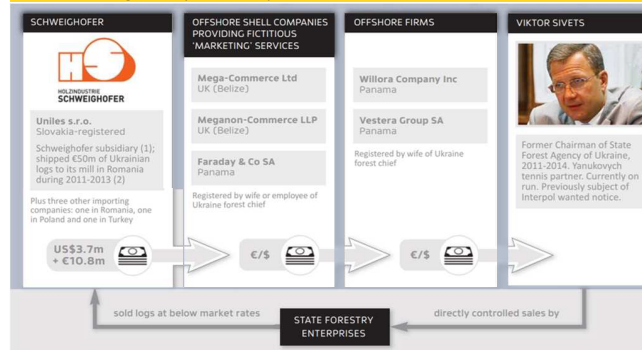 SCHWEIGHOFER
HOLZINDUSTRIE
SCHWEIGHOFER
Uniles s.r.o.
Slovakia-registered
Schweighofer subsidiary (1);
shipped €50m of Ukrainian
logs to its mill in Romania
during 2011-2013 (2)
Plus three other importing
companies: one in Romania, one
in Poland and one in Turkey
US$3.7m
+ €10.8m
OFFSHORE SHELL COMPANIES
PROVIDING FICTITIOUS
'MARKETING' SERVICES
Mega-Commerce Ltd
UK (Belize)
Meganon-Commerce LLP
UK (Belize)
Faraday & Co SA
Panama
Registered by wife or employee of
Ukraine forest chief
€/$
OFFSHORE FIRMS
Willora Company Inc
Panama
Vestera Group SA
Panama
Registered by wife of Ukraine
forest chief
€/$
VIKTOR SIVETS
Former Chairman of State
Forest Agency of Ukraine,
2011-2014. Yanukovych
tennis partner. Currently on
run. Previously subject of
Interpol wanted notice.
sold logs at below market rates
STATE FORESTRY
ENTERPRISES
directly controlled sales by